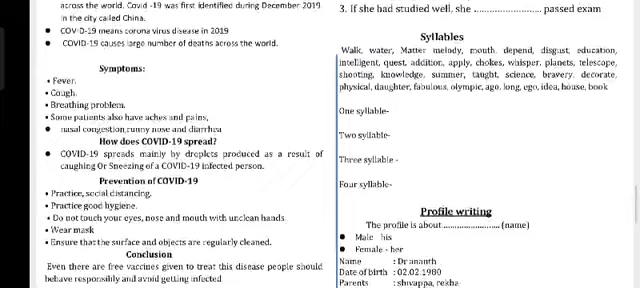 across the world. Covid -19 was first identified during December 2019
in the city called China.
● COVID-19 means corona virus disease in 2019
● COVID-19 causes large number of deaths across the world.
Symptoms:
• Fever.
• Cough.
• Breathing problem.
• Some patients also have aches and pains,
● nasal congestion,runny nose and diarrhea
How does COVID-19 spread?
● COVID-19 spreads mainly by droplets produced as a result of
caughing Or Sneezing of a COVID-19 infected person.
Prevention of COVID-19
• Practice, social distancing.
• Practice good hygiene.
• Do not touch your eyes, nose and mouth with unclean hands
• Wear mask
• Ensure that the surface and objects are regularly cleaned.
Conclusion
Even there are free vaccines given to treat this disease people should
behave responsibly and avoid getting infected
3. If she had studied well, she ........................ passed exam
Syllables
Walk, water, Matter melody, mouth, depend, disgust, education,
intelligent, quest, addition, apply, chokes, whisper, planets, telescope,
shooting, knowledge, summer, taught, science, bravery, decorate,
physical, daughter, fabulous, olympic, ago, long, ego, idea, house, book
One syllable-
Two syllable-
Three syllable -
Four syllable-
Profile writing
The profile is about ........................ (name)
● Male his
● Female - her
Name : Dr ananth
Date of birth : 02.02.1980
Parents : shivappa, rekha